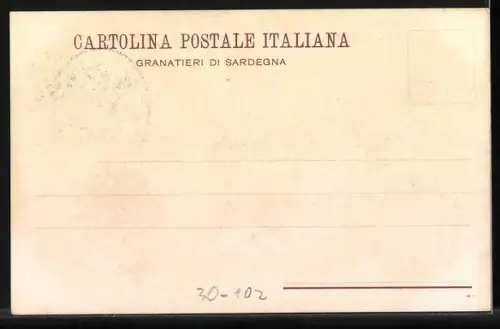 CARTOLINA POSTALE ITALIANA
GRANATIERI DI SARDEGNA
30-102